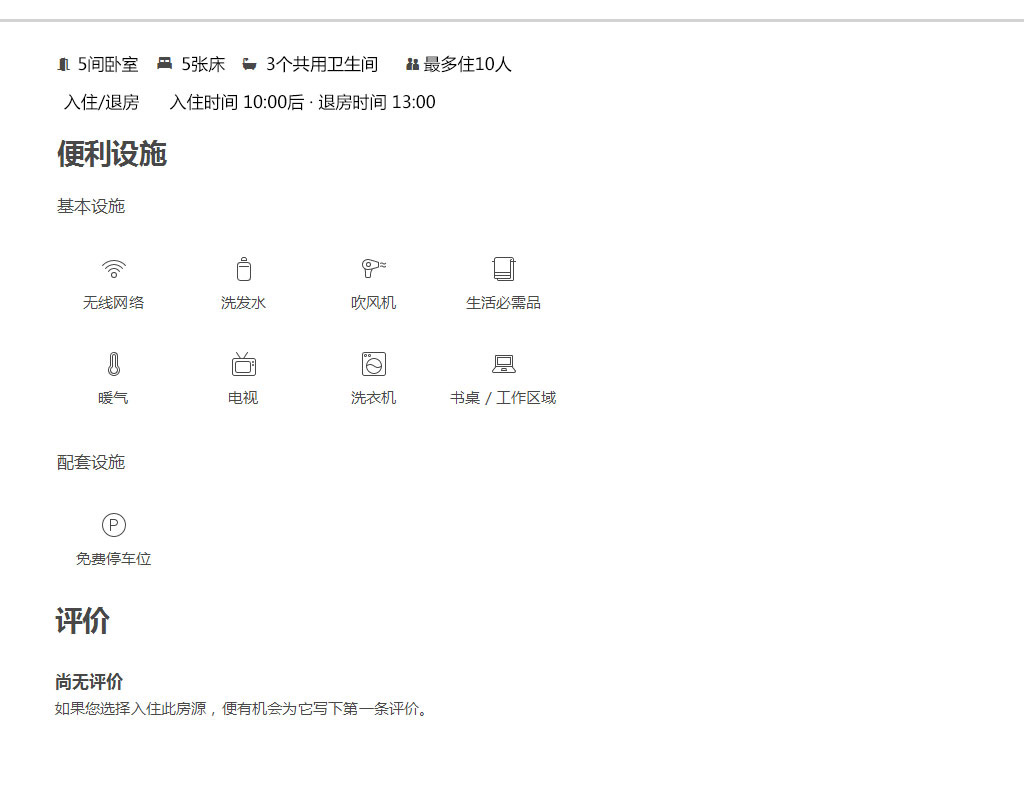 5间卧室 5张床 3个共用卫生间 最多住10人
入住/退房 入住时间 10:00后 · 退房时间 13:00
便利设施
基本设施
无线网络 洗发水 吹风机 生活必需品
暖气 电视 洗衣机 书桌 / 工作区域
配套设施
P
免费停车位
评价
尚无评价
如果您选择入住此房源，便有机会为它写下第一条评价。